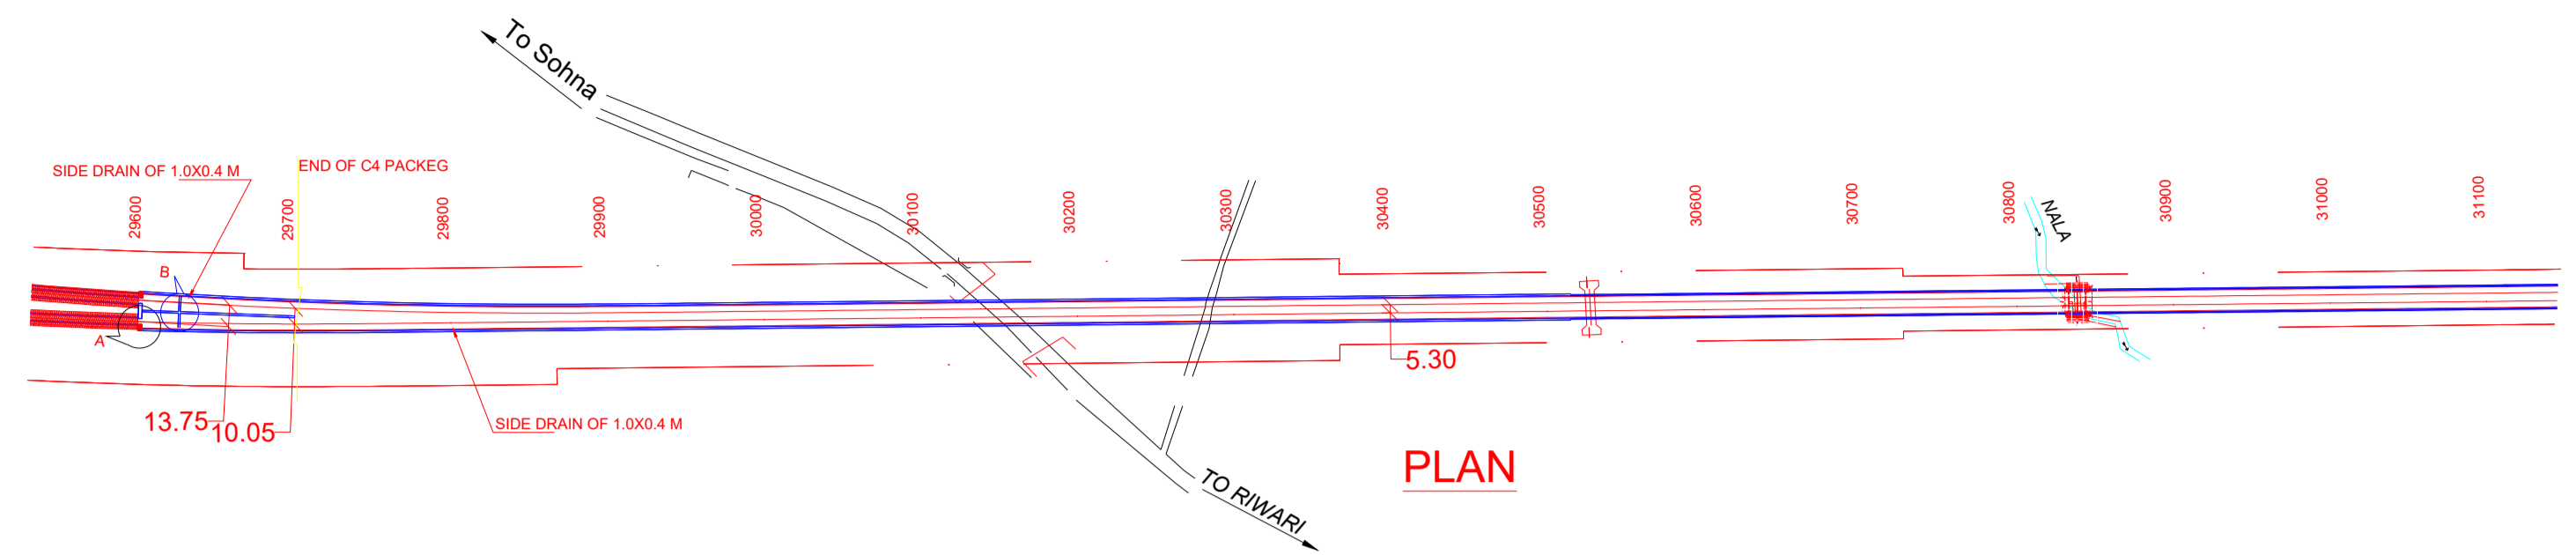 To Sohna
SIDE DRAIN OF 1.0X0.4 M
END OF C4 PACKEG
29600
29700
29800
29900
30000
30100
30200
30300
30400
30500
30600
30700
30800
NALA
30900
31000
31100
B
A
13.75
10.05
SIDE DRAIN OF 1.0X0.4 M
5.30
PLAN
TO RIWARI